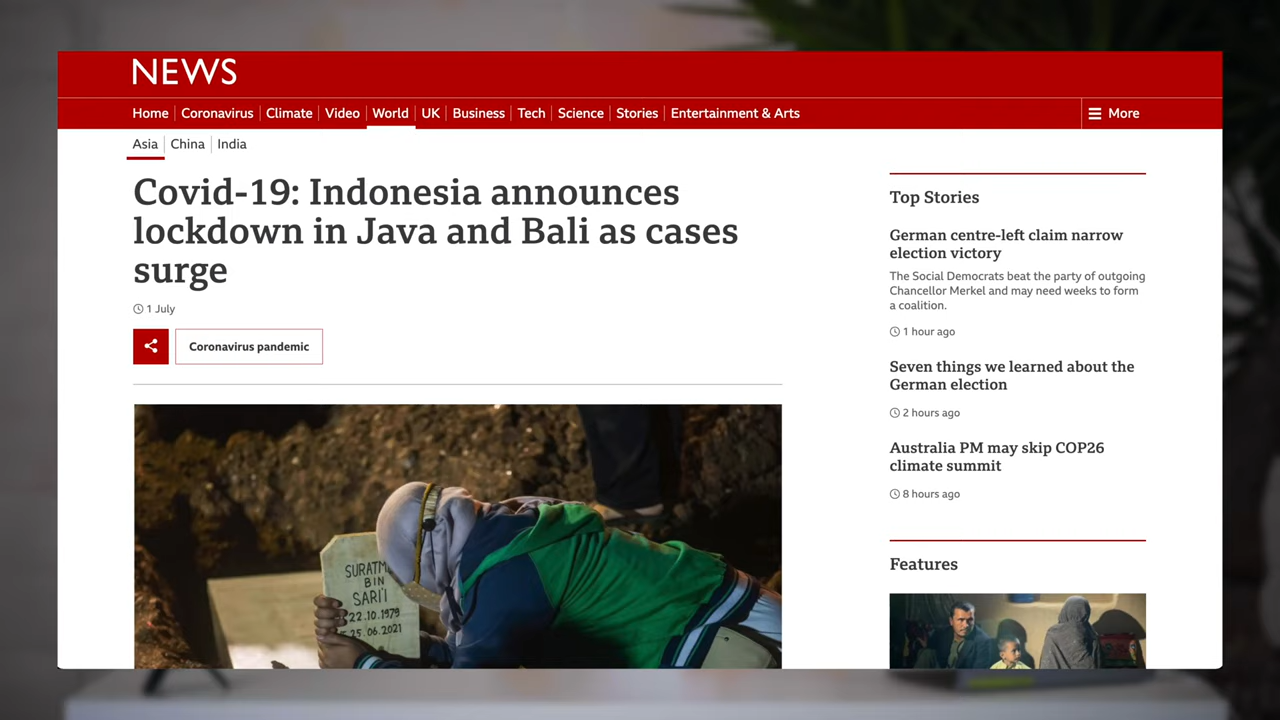 NEWS
Home
Coronavirus
Climate
Video
World
UK
Business
Tech
Science
Stories
Entertainment & Arts
More
Asia
China
India
Covid-19: Indonesia announces
lockdown in Java and Bali as cases
surge
1 July
Coronavirus pandemic
SURATM
BIN
SARI'I
22.10.1979
25.06.2021
Top Stories
German centre-left claim narrow
election victory
The Social Democrats beat the party of outgoing
Chancellor Merkel and may need weeks to form
a coalition.
1 hour ago
Seven things we learned about the
German election
2 hours ago
Australia PM may skip COP26
climate summit
8 hours ago
Features